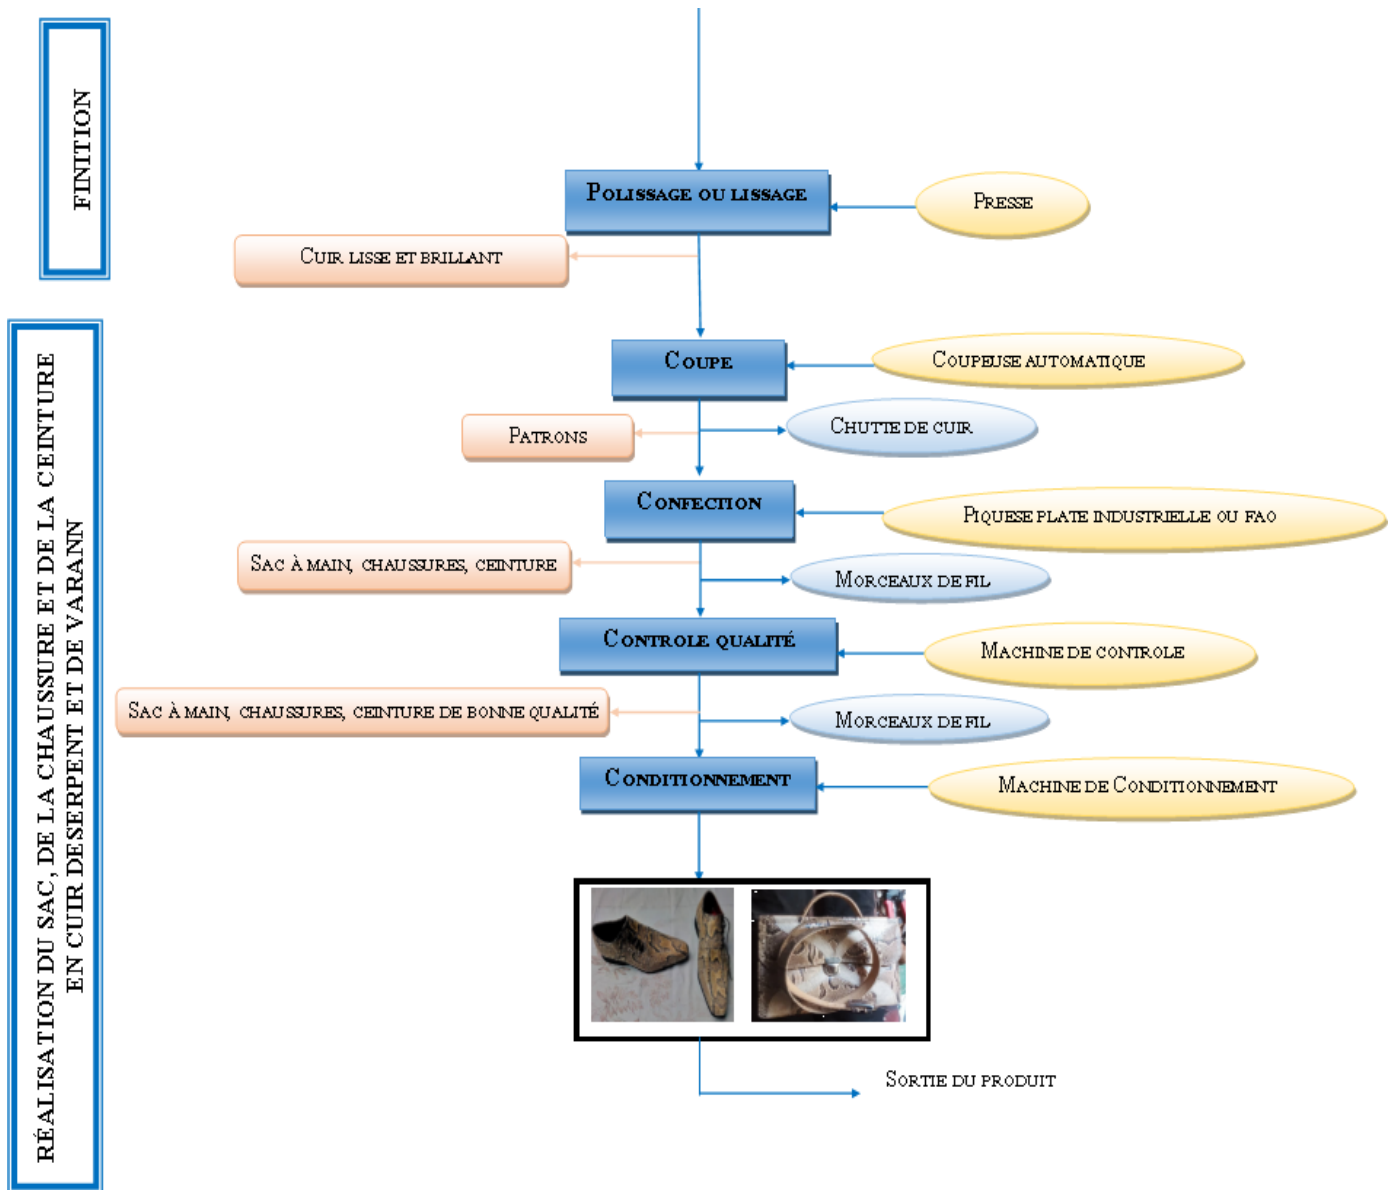 FINITION
POLISSAGE OU LISSAGE
PRESSE
CUIR LISSE ET BRILLANT
RÉALISATION DU SAC, DE LA CHAUSSURE ET DE LA CEINTURE
EN CUIR DESERPENT ET DE VARANN
COUPE
COUPEUSE AUTOMATIQUE
PATRONS
CHUTTE DE CUIR
CONFECTION
PIQUESE PLATE INDUSTRIELLE OU FAO
SAC À MAIN, CHAUSSURES, CEINTURE
MORCEAUX DE FIL
CONTROLE QUALITÉ
MACHINE DE CONTROLE
SAC À MAIN, CHAUSSURES, CEINTURE DE BONNE QUALITÉ
MORCEAUX DE FIL
CONDITIONNEMENT
MACHINE DE CONDITIONNEMENT
SORTIE DU PRODUIT